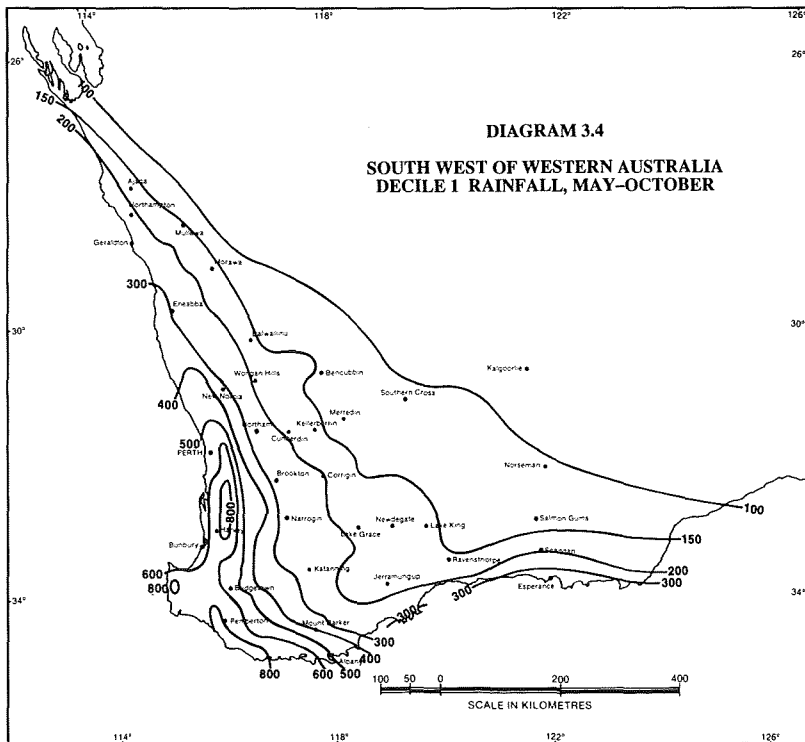 114° 118° 122° 126°
26° 26°
100
150
200
DIAGRAM 3.4
SOUTH WEST OF WESTERN AUSTRALIA
DECILE 1 RAINFALL, MAY–OCTOBER
Ajana
Northampton
Mullewa
Geraldton
Morawa
300
Eneabba
30° 30°
Dalwallinu
Kalgoorlie
Bencubbin
Wongan Hills
400
New Norcia
Southern Cross
Merredin
500
Northam
Kellerberrin
Cunderdin
PERTH
Norseman
Brookton
Corrigin
100
800
Narrogin
Newdegate
Lake King
Salmon Gums
Harvey
Lake Grace
150
Bunbury
Scaddan
Ravensthorpe
200
600
Katanning
Jerramungup
Esperance
300
300
800
Bridgetown
34° 34°
300
Pemberton
Mount Barker
300
400
Albany
800 600 500
100 50 0 200 400
SCALE IN KILOMETRES
114° 118° 122° 126°